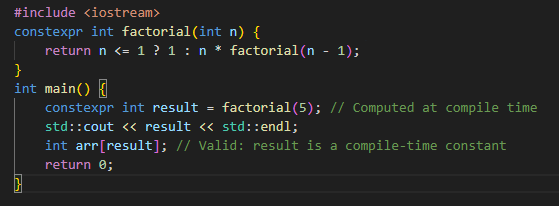 #include <iostream>
constexpr int factorial(int n) {
    return n <= 1 ? 1 : n * factorial(n - 1);
}
int main() {
    constexpr int result = factorial(5); // Computed at compile time
    std::cout << result << std::endl;
    int arr[result]; // Valid: result is a compile-time constant
    return 0;
}